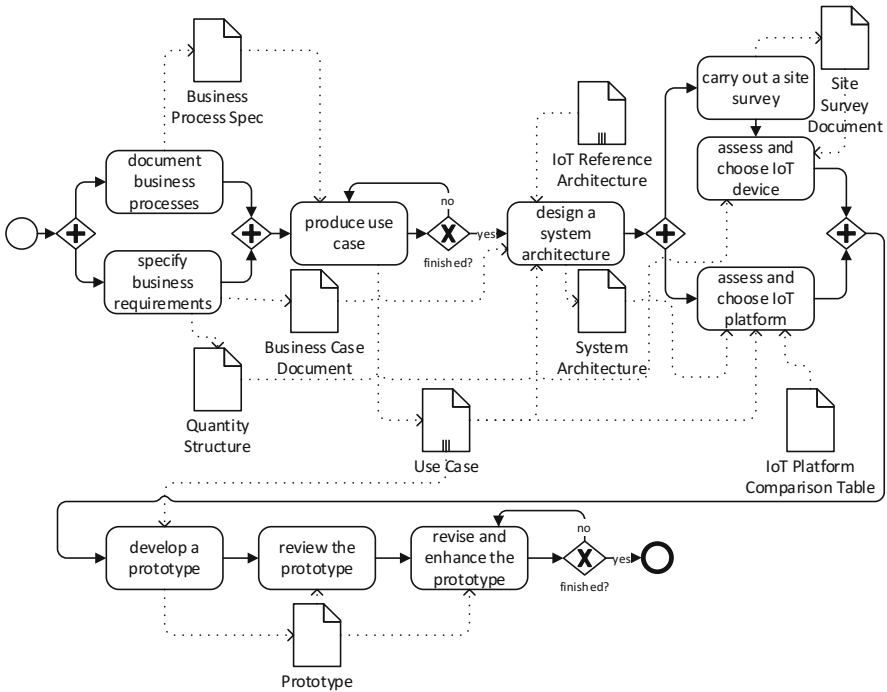 Business
Process Spec
document
business
processes
specify
business
requirements
produce use
case
no
yes
finished?
Business Case
Document
Quantity
Structure
IoT Reference
Architecture
design a
system
architecture
System
Architecture
Use Case
carry out a site
survey
Site
Survey
Document
assess and
choose IoT
device
assess and
choose IoT
platform
IoT Platform
Comparison Table
develop a
prototype
review the
prototype
revise and
enhance the
prototype
no
yes
finished?
Prototype